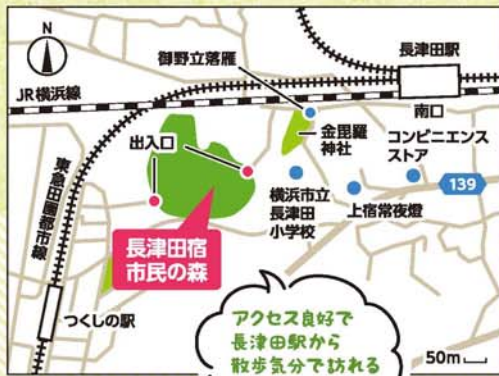 N
JR横浜線
御野立落雁
長津田駅
南口
金毘羅
神社
コンビニエンス
ストア
出入口
139
横浜市立
長津田
小学校
上宿常夜燈
東急田園都市線
長津田宿
市民の森
つくしの駅
アクセス良好で
長津田駅から
散歩気分で訪れる
50m